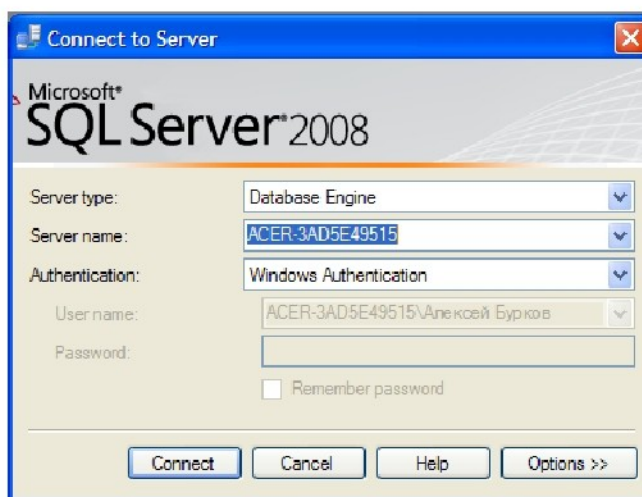 Connect to Server
Microsoft®
SQL Server®2008
Server type: Database Engine
Server name: ACER-3AD5E49515
Authentication: Windows Authentication
User name: ACER-3AD5E49515\Алексей Бурков
Password:
Remember password
Connect Cancel Help Options >>